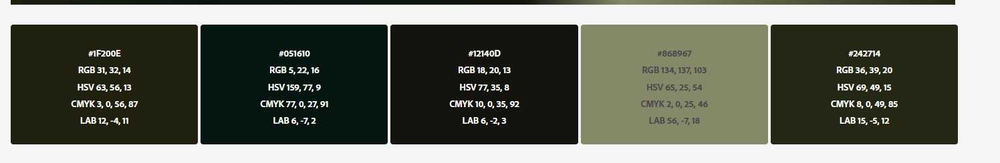 #1F200E
RGB 31, 32, 14
HSV 63, 56, 13
CMYK 3, 0, 56, 87
LAB 12, -4, 11
#051610
RGB 5, 22, 16
HSV 159, 77, 9
CMYK 77, 0, 27, 91
LAB 6, -7, 2
#12140D
RGB 18, 20, 13
HSV 77, 35, 8
CMYK 10, 0, 35, 92
LAB 6, -2, 3
#868967
RGB 134, 137, 103
HSV 65, 25, 54
CMYK 2, 0, 25, 46
LAB 56, -7, 18
#242714
RGB 36, 39, 20
HSV 69, 49, 15
CMYK 8, 0, 49, 85
LAB 15, -5, 12